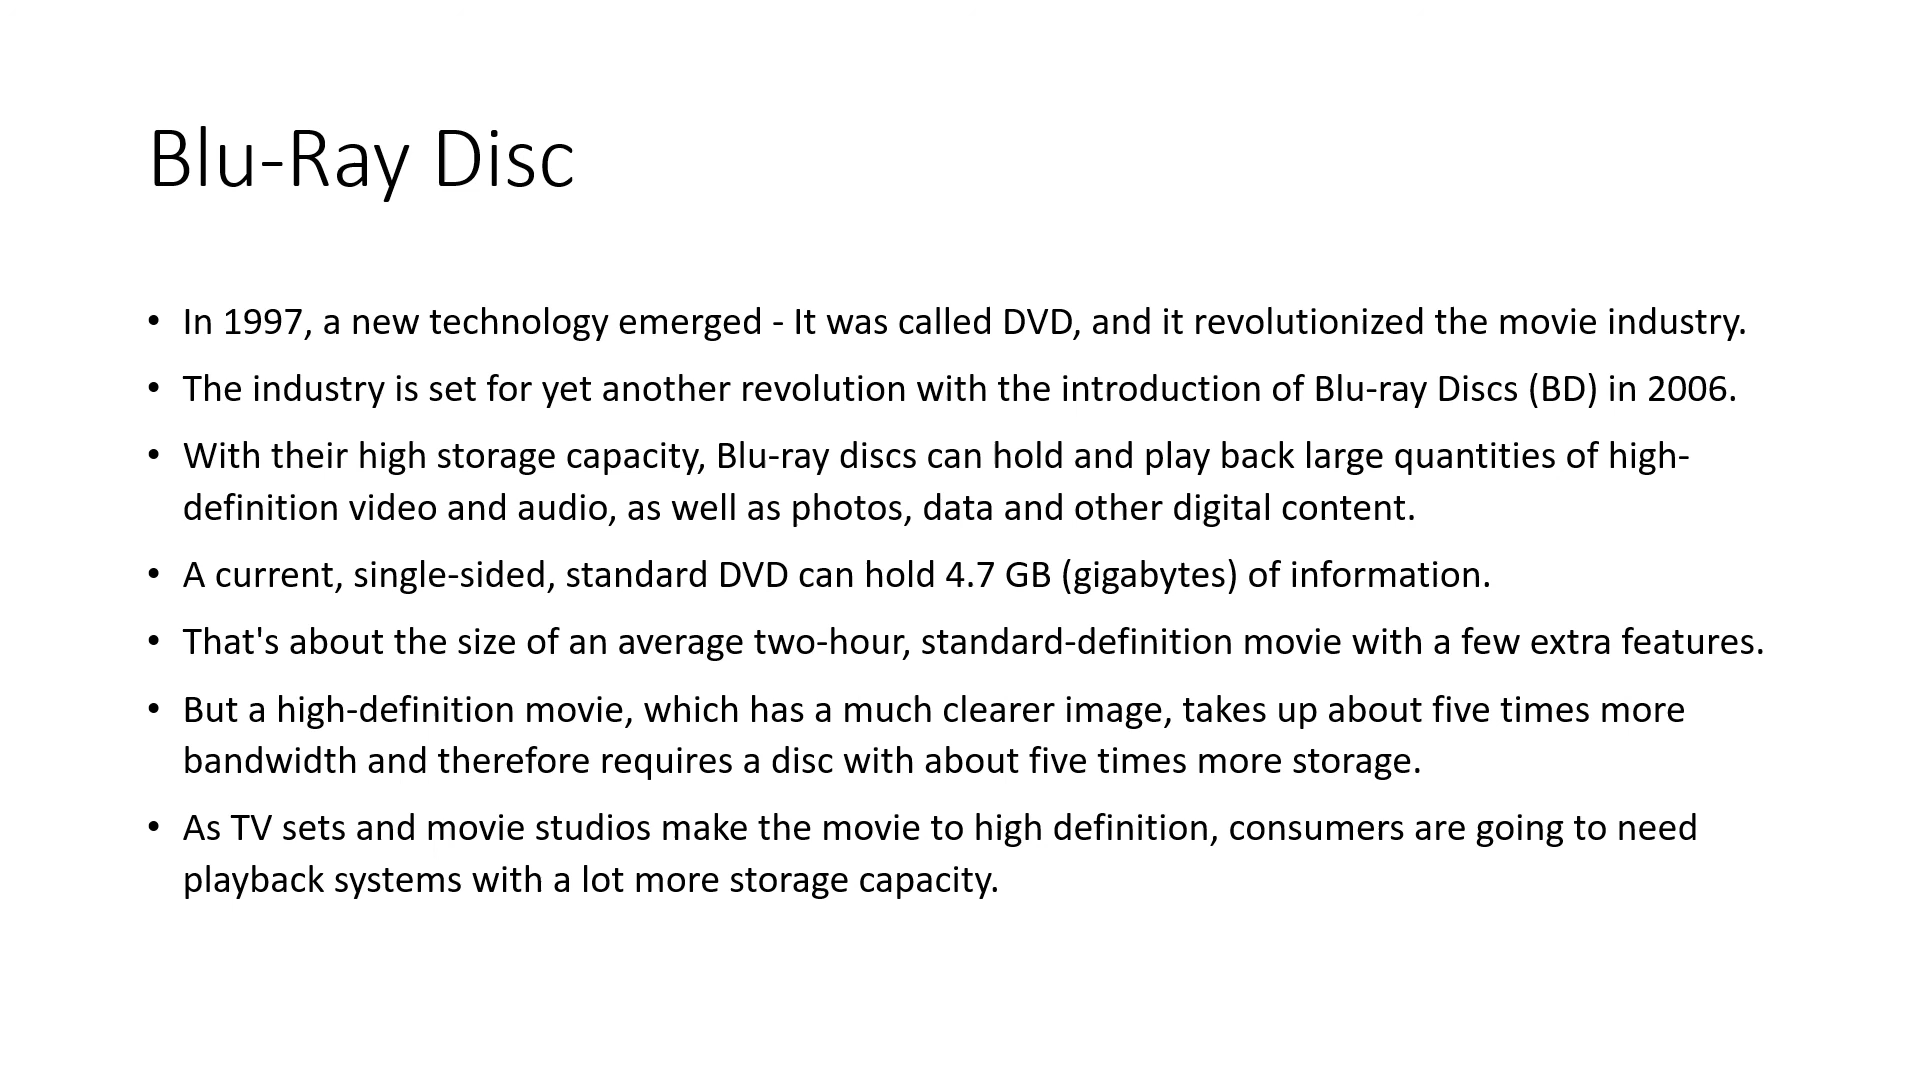 Blu-Ray Disc
• In 1997, a new technology emerged - It was called DVD, and it revolutionized the movie industry.
• The industry is set for yet another revolution with the introduction of Blu-ray Discs (BD) in 2006.
• With their high storage capacity, Blu-ray discs can hold and play back large quantities of high-
definition video and audio, as well as photos, data and other digital content.
• A current, single-sided, standard DVD can hold 4.7 GB (gigabytes) of information.
• That's about the size of an average two-hour, standard-definition movie with a few extra features.
• But a high-definition movie, which has a much clearer image, takes up about five times more
bandwidth and therefore requires a disc with about five times more storage.
• As TV sets and movie studios make the movie to high definition, consumers are going to need
playback systems with a lot more storage capacity.